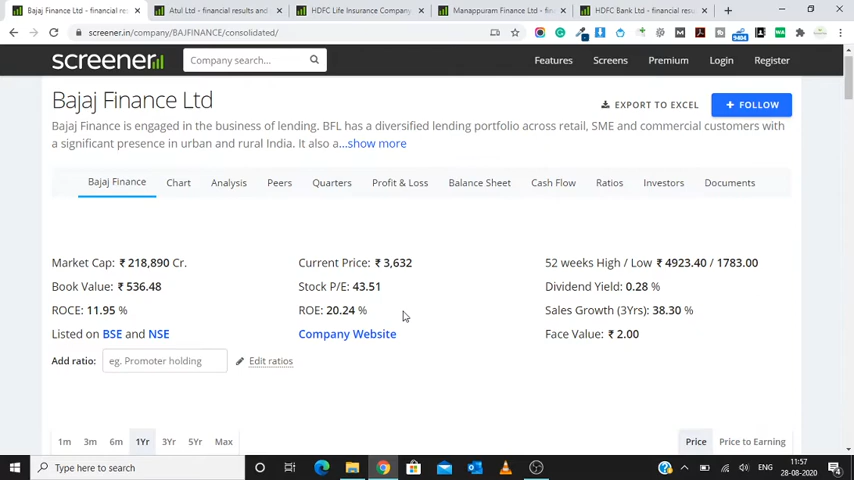 Bajaj Finance Ltd - financial res
Atul Ltd - financial results and
HDFC Life Insurance Company
Manappuram Finance Ltd - fin
HDFC Bank Ltd - financial resu
screener.in/company/BAJFINANCE/consolidated/
9404
screener
Company search...
Features
Screens
Premium
Login
Register
Bajaj Finance Ltd
EXPORT TO EXCEL
+ FOLLOW
Bajaj Finance is engaged in the business of lending. BFL has a diversified lending portfolio across retail, SME and commercial customers with
a significant presence in urban and rural India. It also a...show more
Bajaj Finance Chart Analysis Peers Quarters Profit & Loss Balance Sheet Cash Flow Ratios Investors Documents
Market Cap: ₹ 218,890 Cr. Current Price: ₹ 3,632 52 weeks High / Low ₹ 4923.40 / 1783.00
Book Value: ₹ 536.48 Stock P/E: 43.51 Dividend Yield: 0.28 %
ROCE: 11.95 % ROE: 20.24 % Sales Growth (3Yrs): 38.30 %
Listed on BSE and NSE Company Website Face Value: ₹ 2.00
Add ratio: eg. Promoter holding Edit ratios
1m 3m 6m 1Yr 3Yr 5Yr Max Price Price to Earning
Type here to search
ENG
11:57
28-08-2020
4